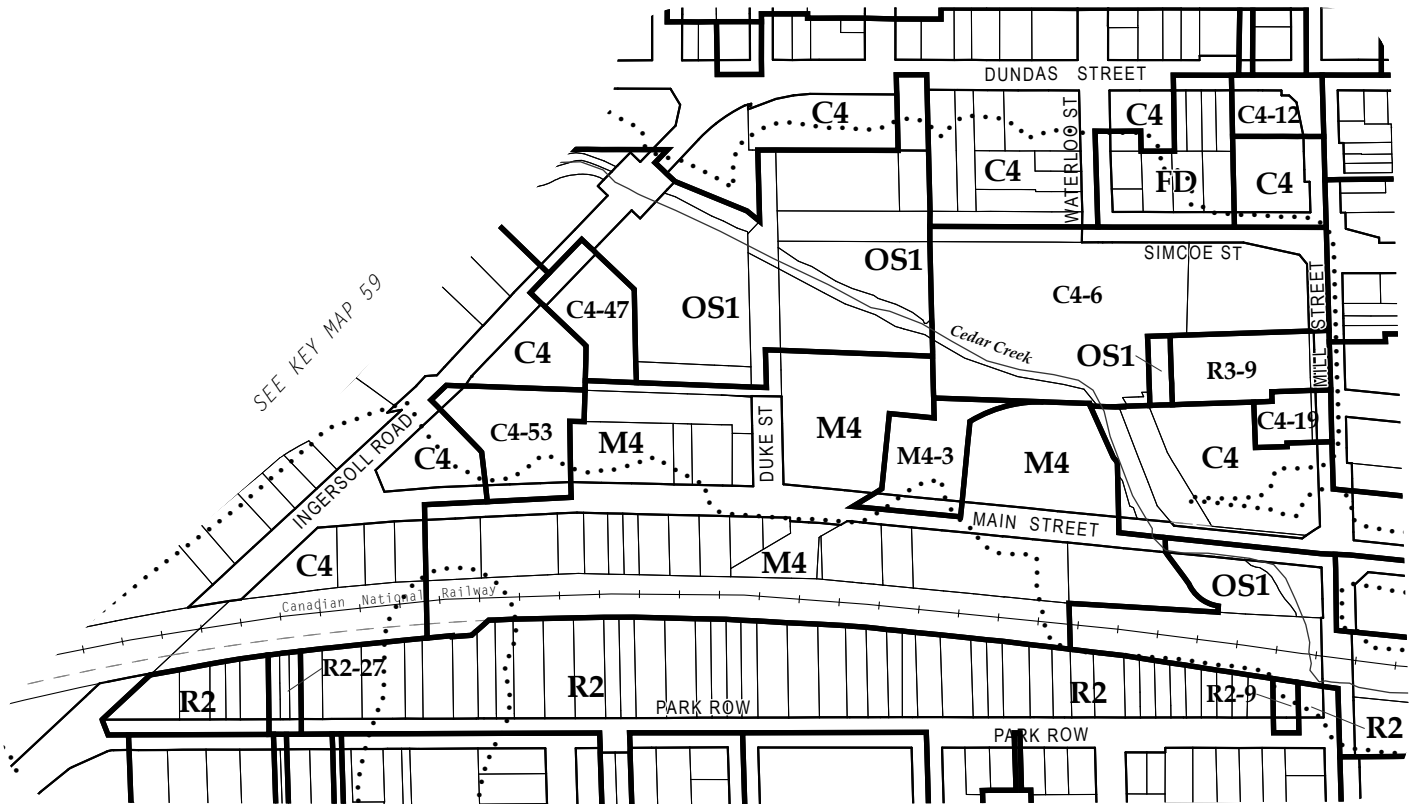 DUNDAS STREET
C4
C4
C4-12
WATERLOO ST
C4
FD
C4
SIMCOE ST
OS1
SEE KEY MAP 59
C4-47
OS1
C4-6
MILL STREET
C4
Cedar Creek
OS1
R3-9
C4-53
M4
DUKE ST
M4
C4-19
C4
M4-3
M4
C4
INGERSOLL ROAD
MAIN STREET
C4
M4
OS1
Canadian National Railway
R2-27
R2
R2
R2
R2-9
PARK ROW
R2
PARK ROW